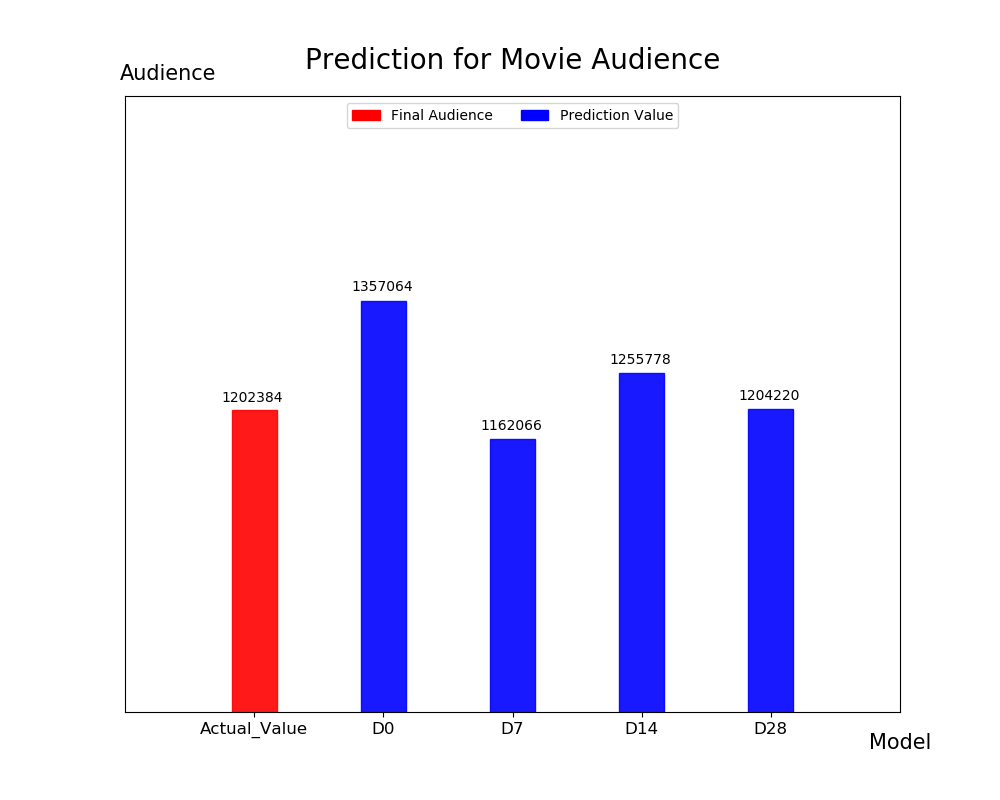 Prediction for Movie Audience
Audience
Final Audience
Prediction Value
1357064
1255778
1202384
1204220
1162066
Actual_Value
D0
D7
D14
D28
Model